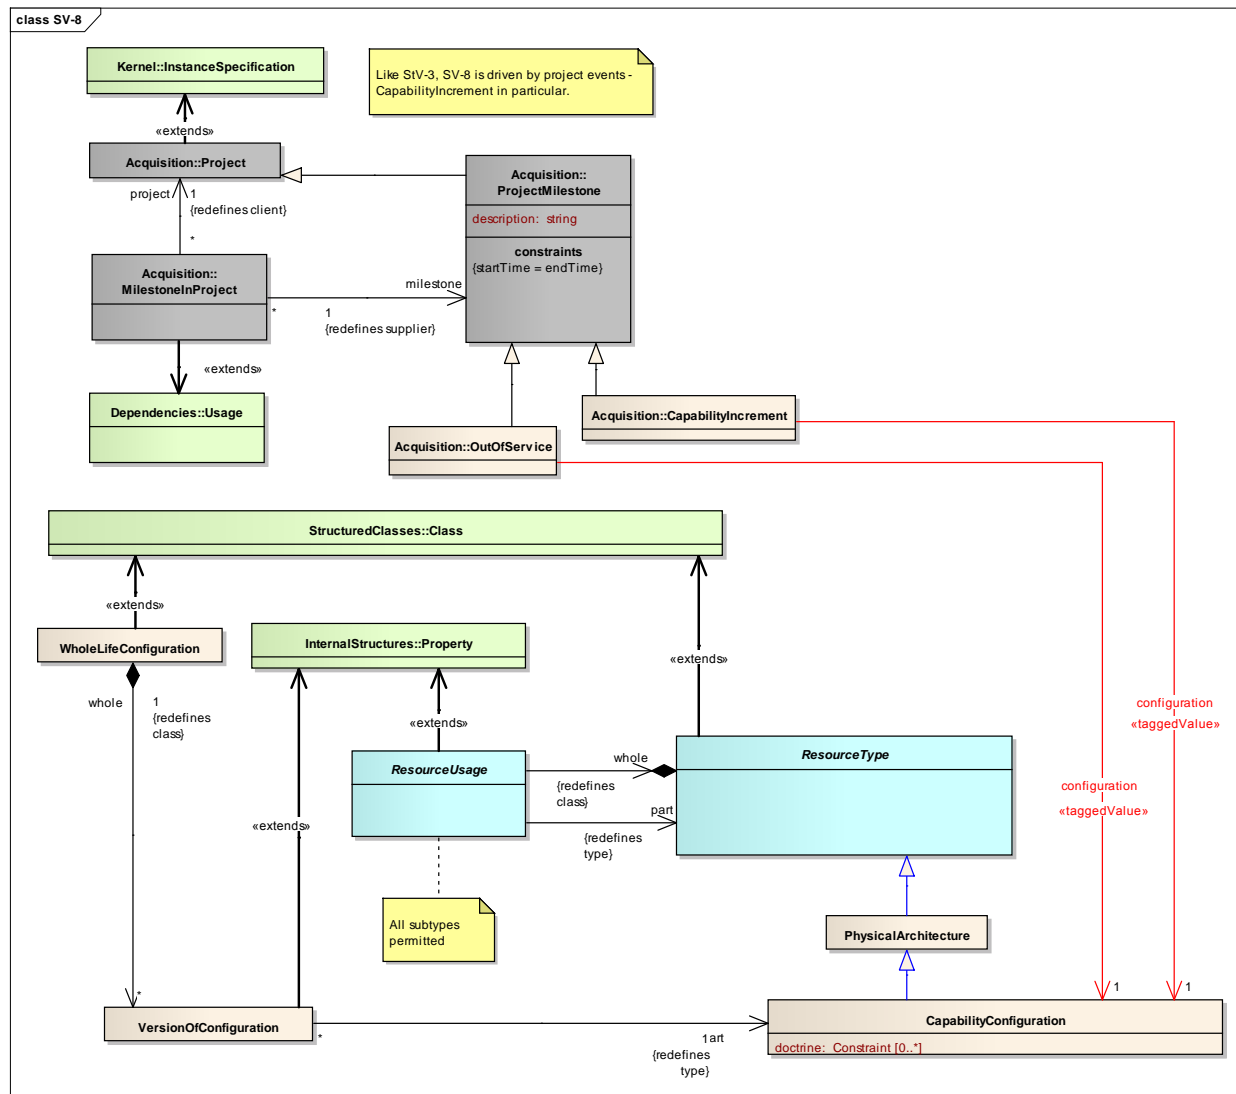 class SV-8
Kernel::InstanceSpecification
Like StV-3, SV-8 is driven by project events -
CapabilityIncrement in particular.
«extends»
Acquisition::Project
project
1
{redefines client}
*
Acquisition::
ProjectMilestone
description: string
constraints
{startTime = endTime}
Acquisition::
MilestoneInProject
milestone
*
1
{redefines supplier}
«extends»
Dependencies::Usage
Acquisition::CapabilityIncrement
Acquisition::OutOfService
StructuredClasses::Class
«extends»
WholeLifeConfiguration
InternalStructures::Property
«extends»
whole
1
{redefines
class}
«extends»
configuration
«taggedValue»
ResourceUsage
whole
ResourceType
{redefines
class}
configuration
«taggedValue»
part
«extends»
{redefines
type}
All subtypes
permitted
PhysicalArchitecture
*
1
1
VersionOfConfiguration
*
CapabilityConfiguration
1art
{redefines
type}
doctrine: Constraint [0..*]